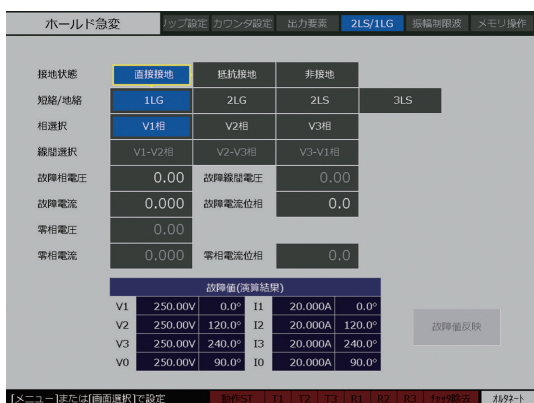 ホールド急変 リップ設定 カウンタ設定 出力要素 2LS/1LG 振幅制限波 メモリ操作
接地状態 直接接地 抵抗接地 非接地
短絡/地絡 1LG 2LG 2LS 3LS
相選択 V1相 V2相 V3相
線間選択 V1-V2相 V2-V3相 V3-V1相
故障相電圧 0.00 故障線間電圧 0.00
故障電流 0.000 故障電流位相 0.0
零相電圧 0.00
零相電流 0.000 零相電流位相 0.0
故障値(演算結果)
V1 250.00V 0.0° I1 20.000A 0.0°
V2 250.00V 120.0° I2 20.000A 120.0°
V3 250.00V 240.0° I3 20.000A 240.0°
V0 250.00V 90.0° I0 20.000A 90.0°
故障値反映
[メニュー]または[画面選択]で設定 動作ST T1 T2 T3 R1 R2 R3 ﾁｬｯﾀ除去 ｵﾙﾀﾈｰﾄ